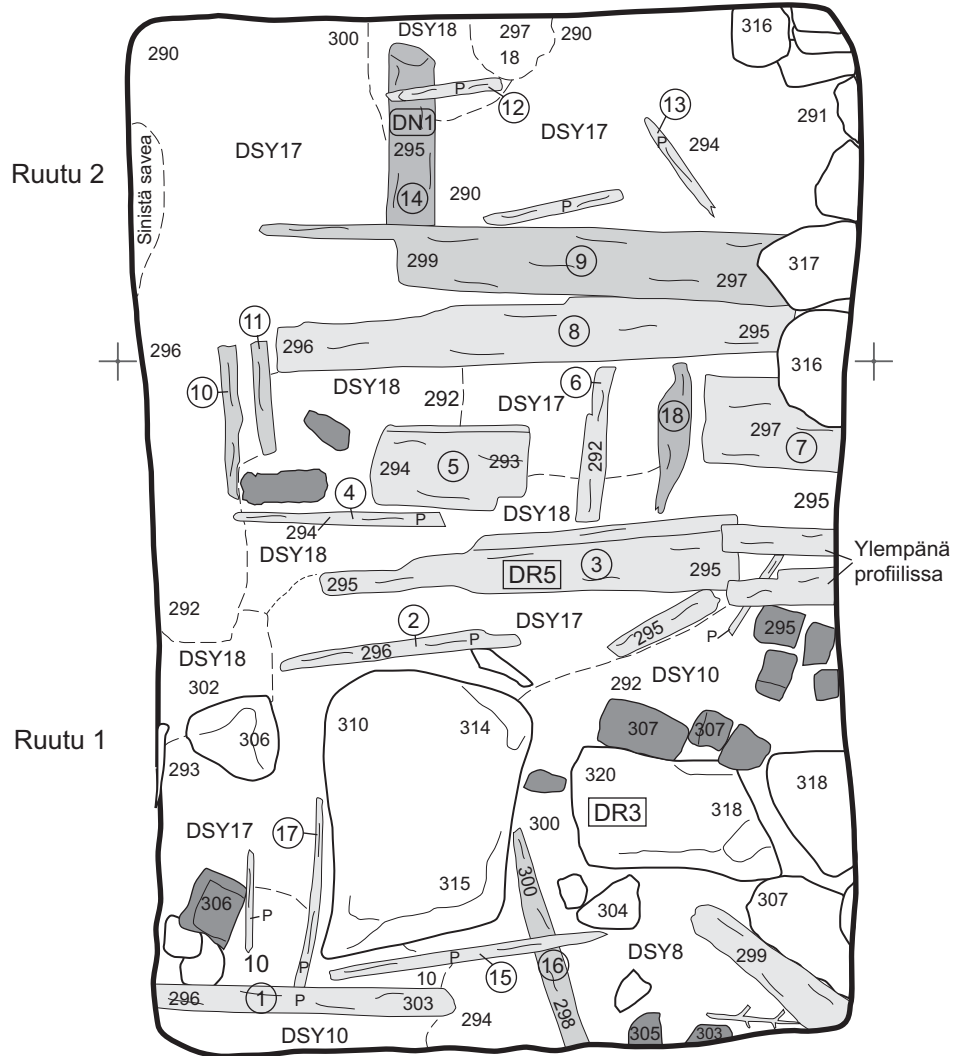 DSY18 297 316
290 300 290
18
P 12
13
291
DN1 DSY17
DSY17 P 294
295
Ruutu 2
Sinistä savea
14 290
P
299 9 297 317
11
8 295
296 296
316
DSY18 6
10 292 DSY17
18 297 7
294 5 293 292
4 P DSY18 295
294
DSY18
3
295 DR5 295 Ylempänä
profiilissa
292 2 DSY17
296 P 295 P 295
DSY18
302 292 DSY10
310 314 307 307
306
Ruutu 1
293 320 318
DR3 318
300
DSY17 17
300
315 307
306 304
P
10 DSY8
P P 16 299
10 15
296 1 P 303
294 298
DSY10 305 303